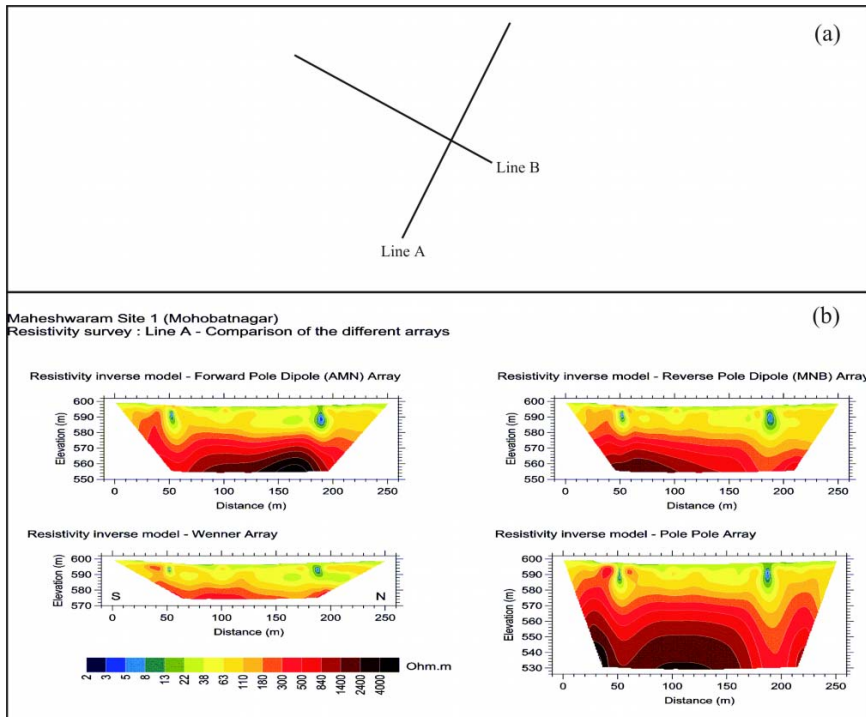 (a)
Line B
Line A
(b)
Maheshwaram Site 1 (Mohobatnagar)
Resistivity survey : Line A - Comparison of the different arrays
Resistivity inverse model - Forward Pole Dipole (AMN) Array
Elevation (m)
600
590
580
570
560
550
0 50 100 150 200 250
Distance (m)
Resistivity inverse model - Reverse Pole Dipole (MNB) Array
Elevation (m)
600
590
580
570
560
550
0 50 100 150 200 250
Distance (m)
Resistivity inverse model - Wenner Array
Elevation (m)
600
590
580
570
S N
0 50 100 150 200 250
Distance (m)
Resistivity inverse model - Pole Pole Array
Elevation (m)
600
590
580
570
560
550
540
530
0 50 100 150 200 250
Distance (m)
Ohm.m
2 3 5 8 13 22 38 63 110 180 300 500 840 1400 2400 4000